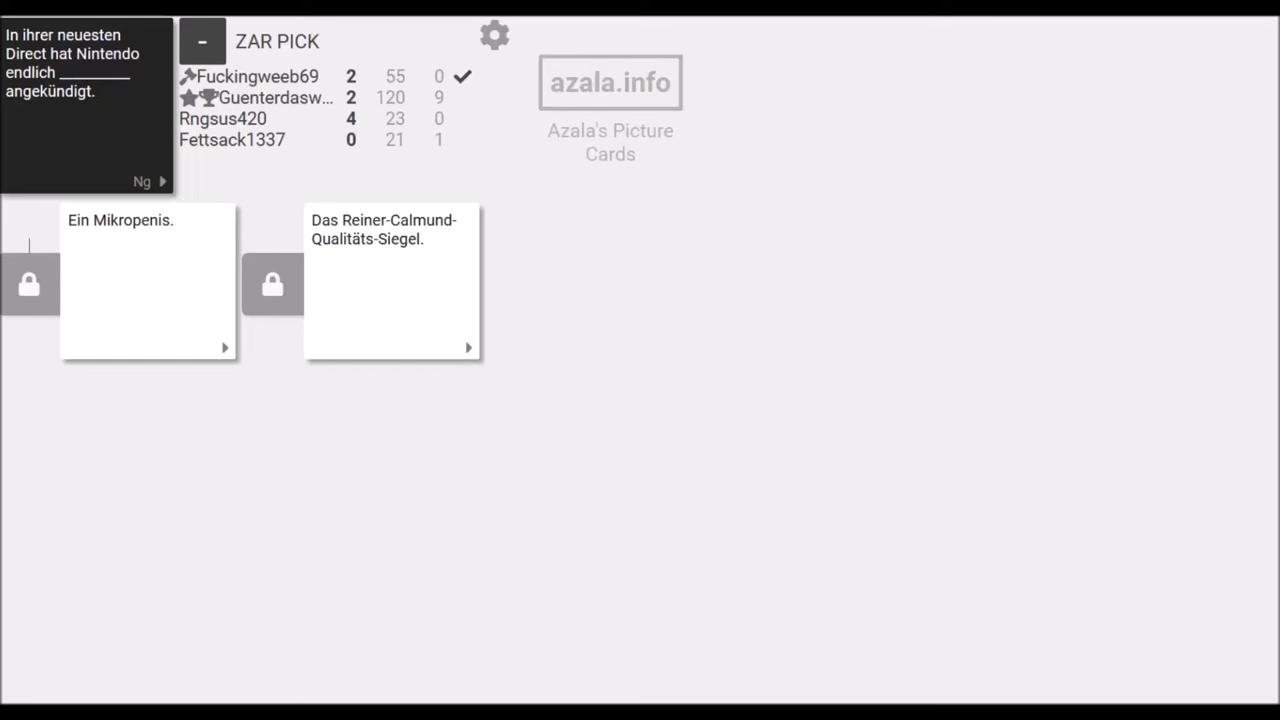 In ihrer neuesten
Direct hat Nintendo
endlich _________
angekündigt.
Ng
- ZAR PICK
Fuckingweeb69 2 55 0
Guenterdasw... 2 120 9
Rngsus420 4 23 0
Fettsack1337 0 21 1
azala.info
Azala's Picture
Cards
Ein Mikropenis.
Das Reiner-Calmund-
Qualitäts-Siegel.